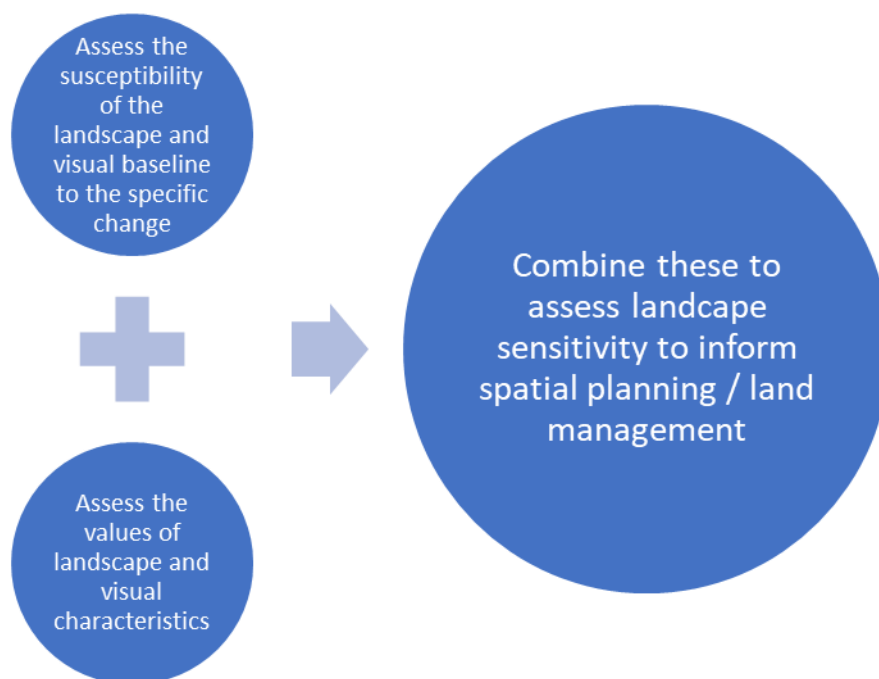 Assess the
susceptibility
of the
landscape and
visual baseline
to the specific
change
Assess the
values of
landscape and
visual
characteristics
Combine these to
assess landcape
sensitivity to inform
spatial planning / land
management